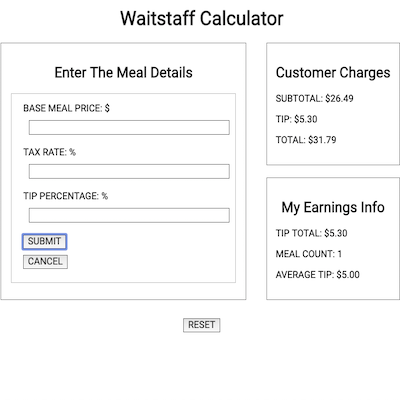 Waitstaff Calculator
Enter The Meal Details
BASE MEAL PRICE: $
TAX RATE: %
TIP PERCENTAGE: %
SUBMIT
CANCEL
Customer Charges
SUBTOTAL: $26.49
TIP: $5.30
TOTAL: $31.79
My Earnings Info
TIP TOTAL: $5.30
MEAL COUNT: 1
AVERAGE TIP: $5.00
RESET